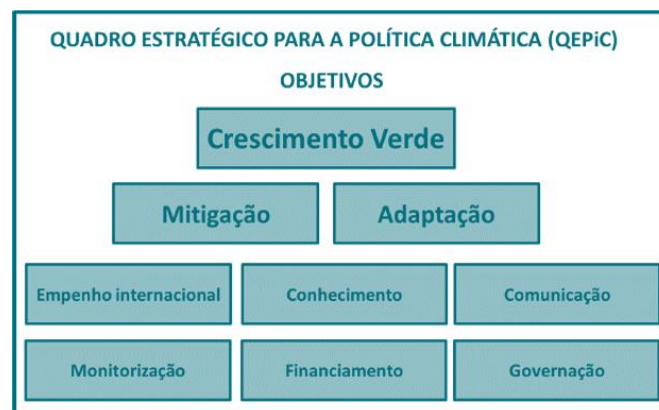 QUADRO ESTRATÉGICO PARA A POLÍTICA CLIMÁTICA (QEPiC)
OBJETIVOS
Crescimento Verde
Mitigação
Adaptação
Empenho internacional
Conhecimento
Comunicação
Monitorização
Financiamento
Governação